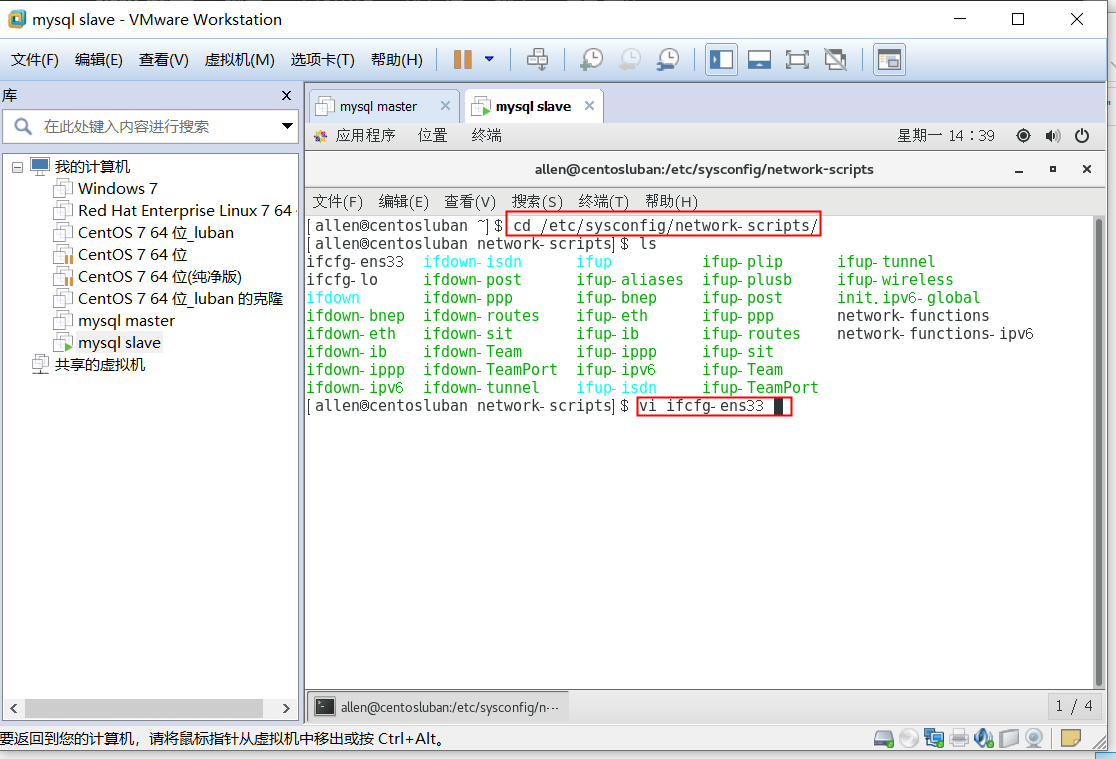 mysql slave - VMware Workstation
文件(F) 编辑(E) 查看(V) 虚拟机(M) 选项卡(T) 帮助(H)
库
在此处键入内容进行搜索
我的计算机
Windows 7
Red Hat Enterprise Linux 7 64
CentOS 7 64 位_luban
CentOS 7 64 位
CentOS 7 64 位(纯净版)
CentOS 7 64 位_luban 的克隆
mysql master
mysql slave
共享的虚拟机
mysql master mysql slave
应用程序 位置 终端 星期一 14：39
allen@centosluban:/etc/sysconfig/network-scripts
文件(F) 编辑(E) 查看(V) 搜索(S) 终端(T) 帮助(H)
[allen@centosluban ~]$ cd /etc/sysconfig/network-scripts/
[allen@centosluban network-scripts]$ ls
ifcfg-ens33 ifdown-isdn ifup ifup-plip ifup-tunnel
ifcfg-lo ifdown-post ifup-aliases ifup-plusb ifup-wireless
ifdown ifdown-ppp ifup-bnep ifup-post init.ipv6-global
ifdown-bnep ifdown-routes ifup-eth ifup-ppp network-functions
ifdown-eth ifdown-sit ifup-ib ifup-routes network-functions-ipv6
ifdown-ib ifdown-Team ifup-ippp ifup-sit
ifdown-ippp ifdown-TeamPort ifup-ipv6 ifup-Team
ifdown-ipv6 ifdown-tunnel ifup-isdn ifup-TeamPort
[allen@centosluban network-scripts]$ vi ifcfg-ens33
allen@centosluban:/etc/sysconfig/n···
1 / 4
要返回到您的计算机，请将鼠标指针从虚拟机中移出或按 Ctrl+Alt。